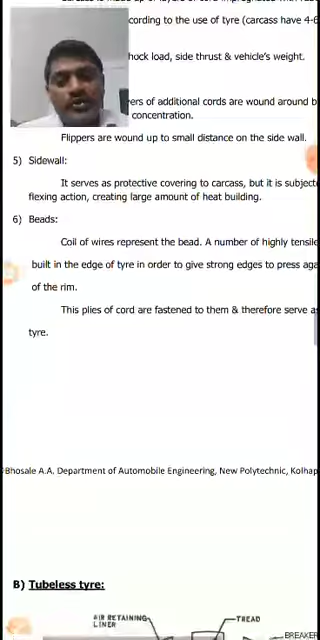 cording to the use of tyre (carcass have 4-6
hock load, side thrust & vehicle's weight.
ers of additional cords are wound around b
concentration.
Flippers are wound up to small distance on the side wall.
5) Sidewall:
It serves as protective covering to carcass, but it is subject
flexing action, creating large amount of heat building.
6) Beads:
Coil of wires represent the bead. A number of highly tensile
built in the edge of tyre in order to give strong edges to press aga
of the rim.
This plies of cord are fastened to them & therefore serve a
tyre.
Bhosale A.A. Department of Automobile Engineering, New Polytechnic, Kolhap
B) Tubeless tyre:
AIR RETAINING
LINER
TREAD
BREAKER